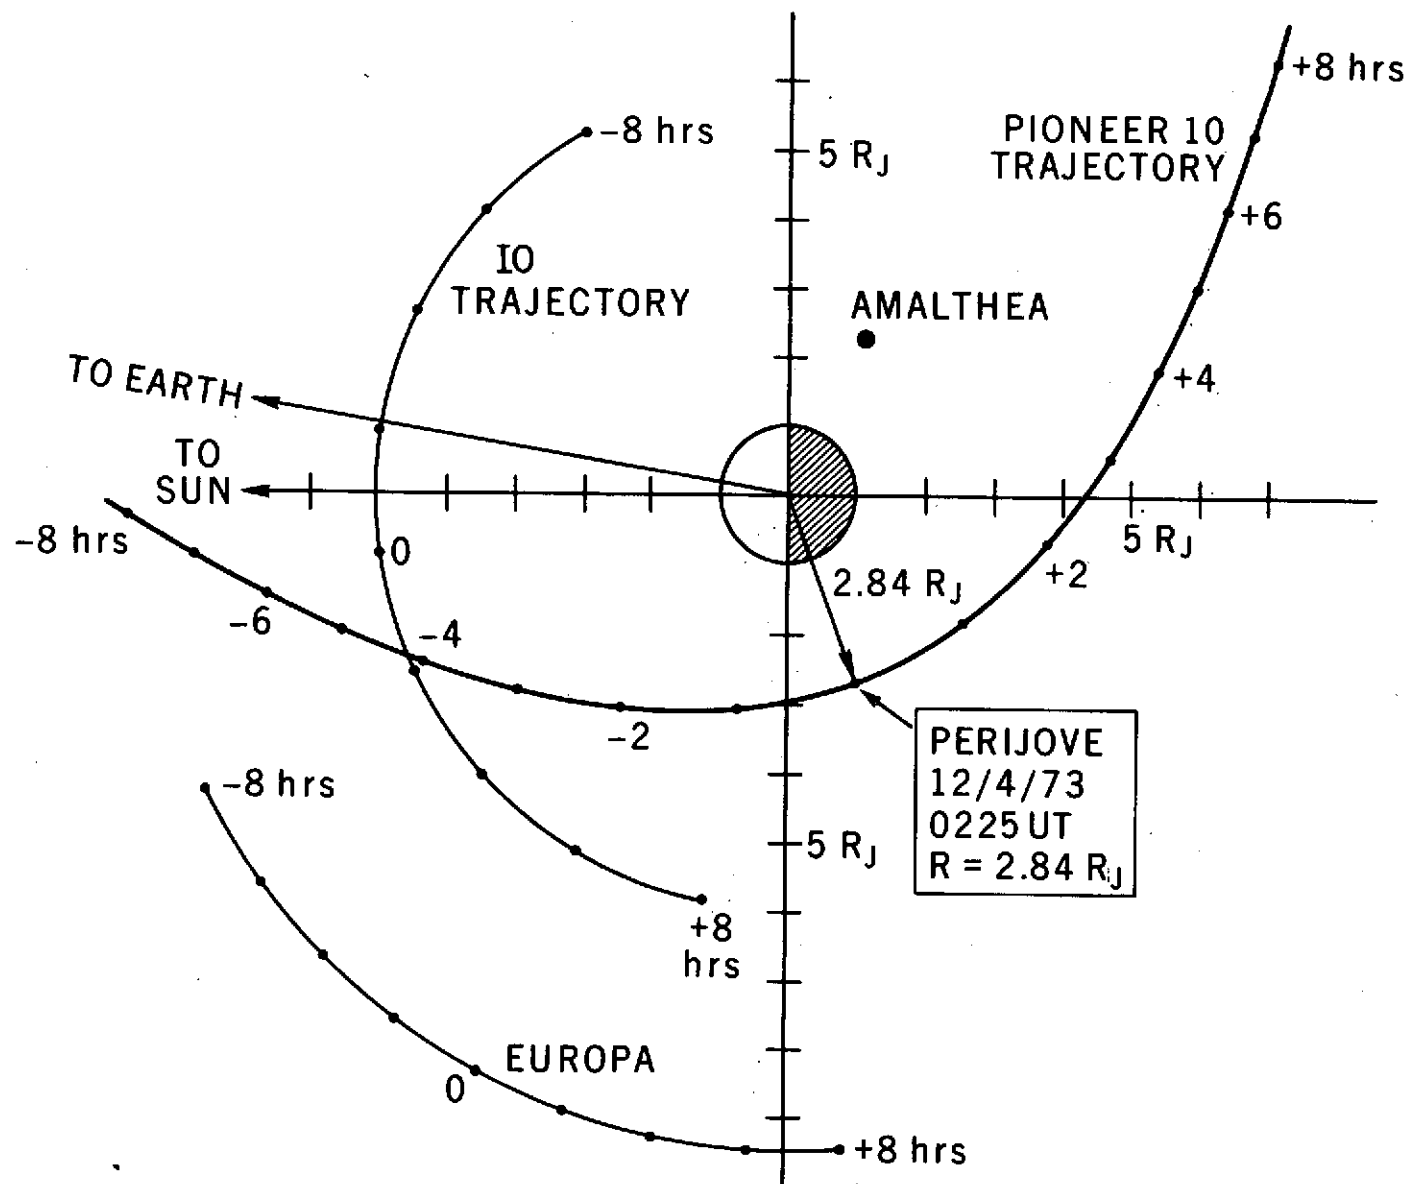 +8 hrs
PIONEER 10
TRAJECTORY
-8 hrs
5 RJ
+6
IO
TRAJECTORY
AMALTHEA
TO EARTH
+4
TO
SUN
-8 hrs
0
5 RJ
+2
2.84 RJ
-6
-4
-2
PERIJOVE
12/4/73
0225 UT
R = 2.84 RJ
-8 hrs
5 RJ
+8
hrs
EUROPA
0
+8 hrs